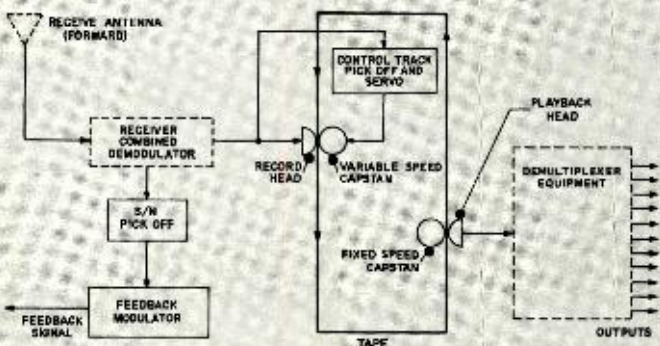 RECEIVE ANTENNA
(FORWARD)
CONTROL TRACK
PICK OFF AND
SERVO
PLAYBACK
HEAD
RECEIVER
COMBINED
DEMODULATOR
RECORD
HEAD
VARIABLE SPEED
CAPSTAN
DEMULTIPLEXER
EQUIPMENT
S/N
PICK OFF
FIXED SPEED
CAPSTAN
FEEDBACK
MODULATOR
FEEDBACK
SIGNAL
TAPE
OUTPUTS